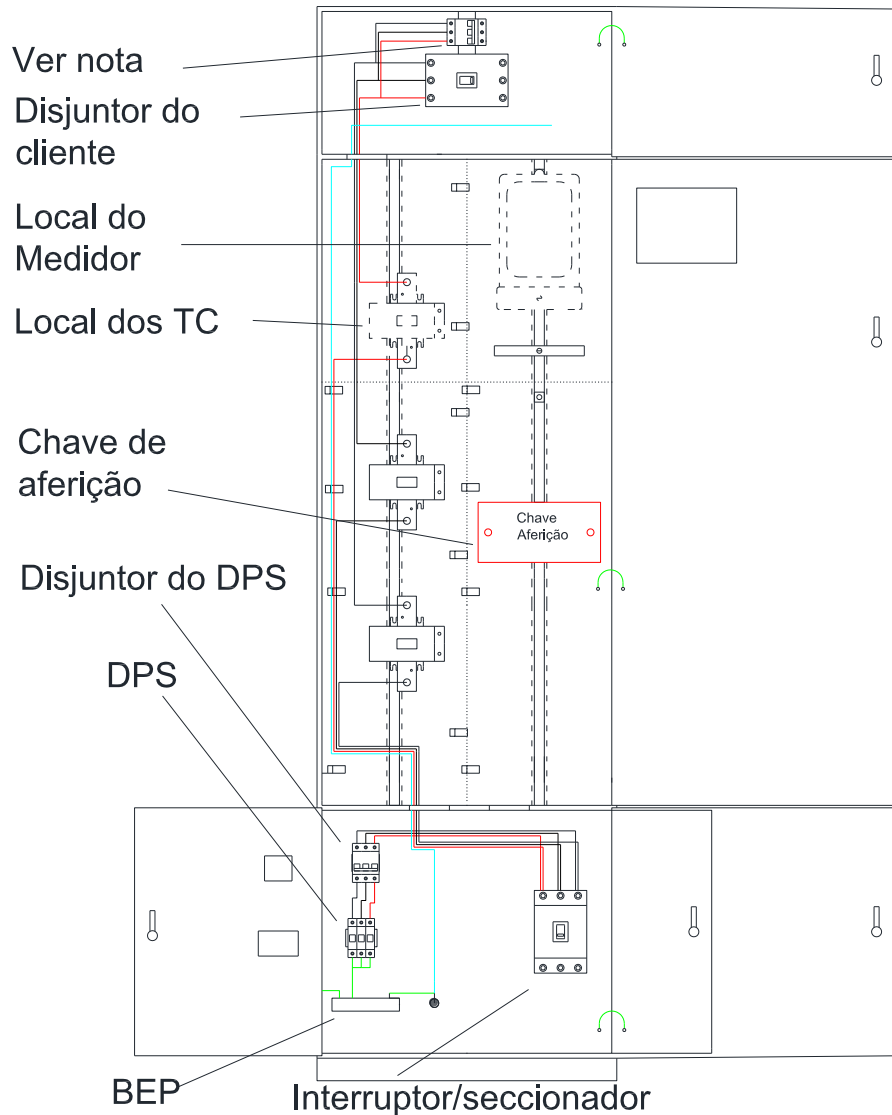 Ver nota
Disjuntor do
cliente
Local do
Medidor
Local dos TC
Chave de
aferição
Chave
Aferição
Disjuntor do DPS
DPS
BEP
Interruptor/seccionador